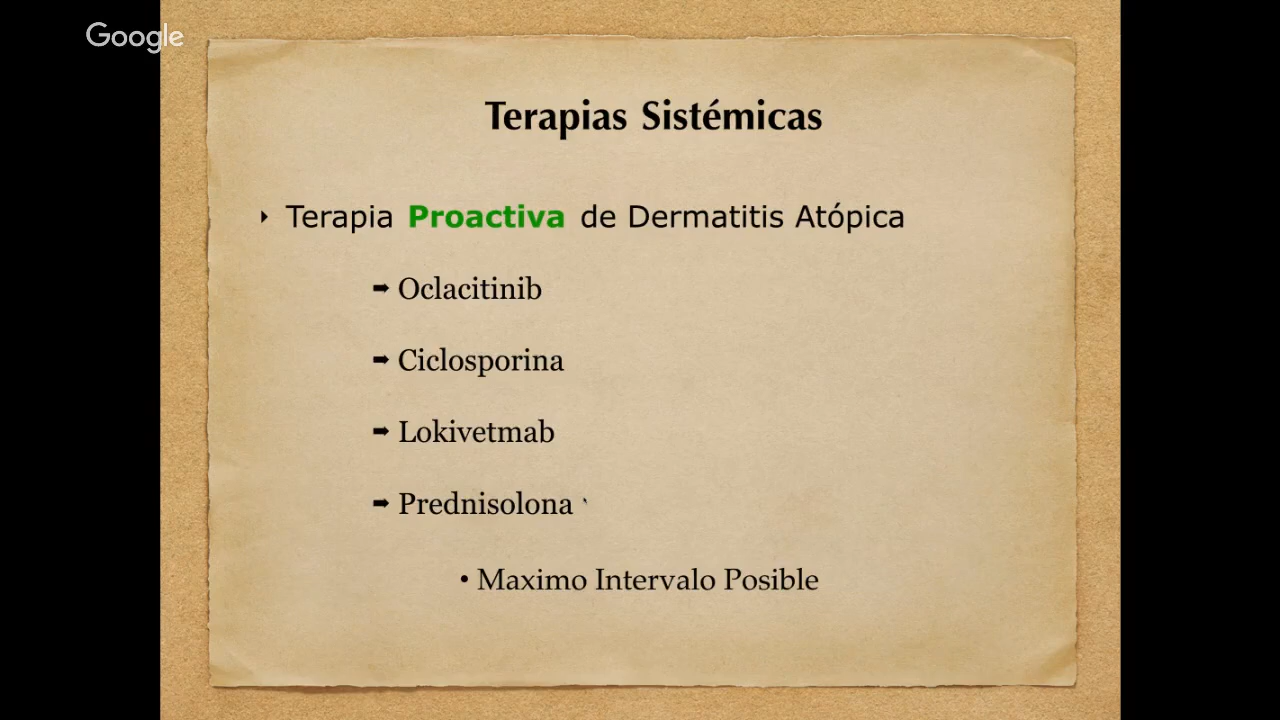 Google
Terapias Sistémicas
‣ Terapia Proactiva de Dermatitis Atópica
➡ Oclacitinib
➡ Ciclosporina
➡ Lokivetmab
➡ Prednisolona `
• Maximo Intervalo Posible